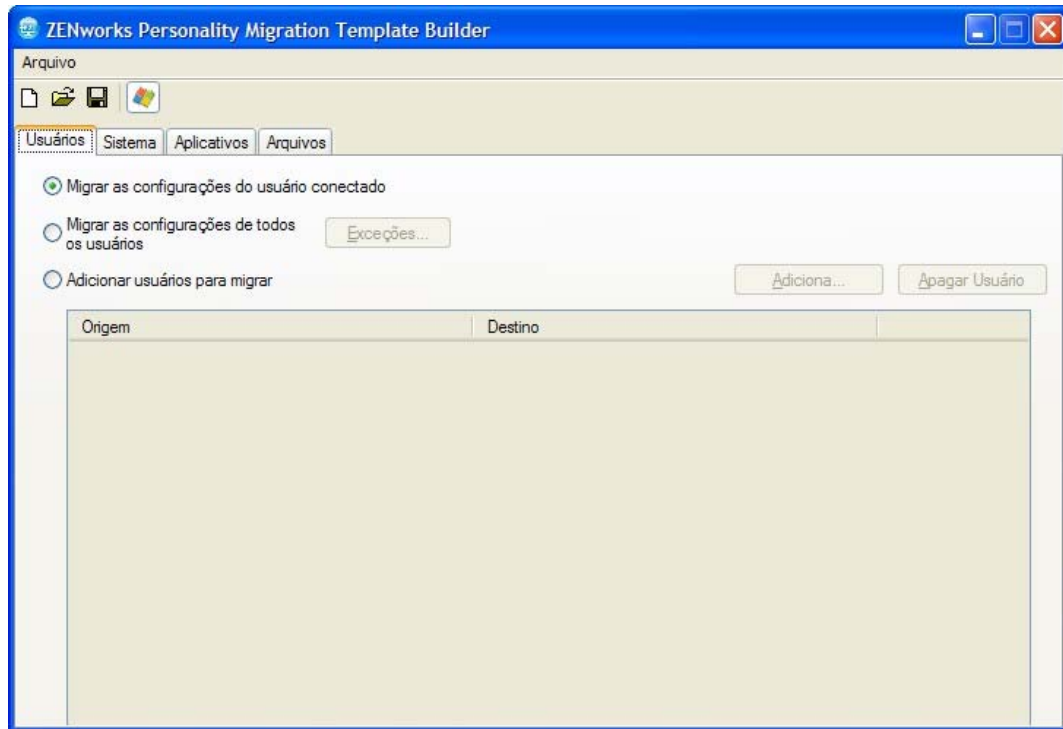 ZENworks Personality Migration Template Builder
Arquivo
Usuários Sistema Aplicativos Arquivos
Migrar as configurações do usuário conectado
Migrar as configurações de todos
os usuários
Exceções...
Adicionar usuários para migrar
Adiciona... Apagar Usuário
Origem Destino